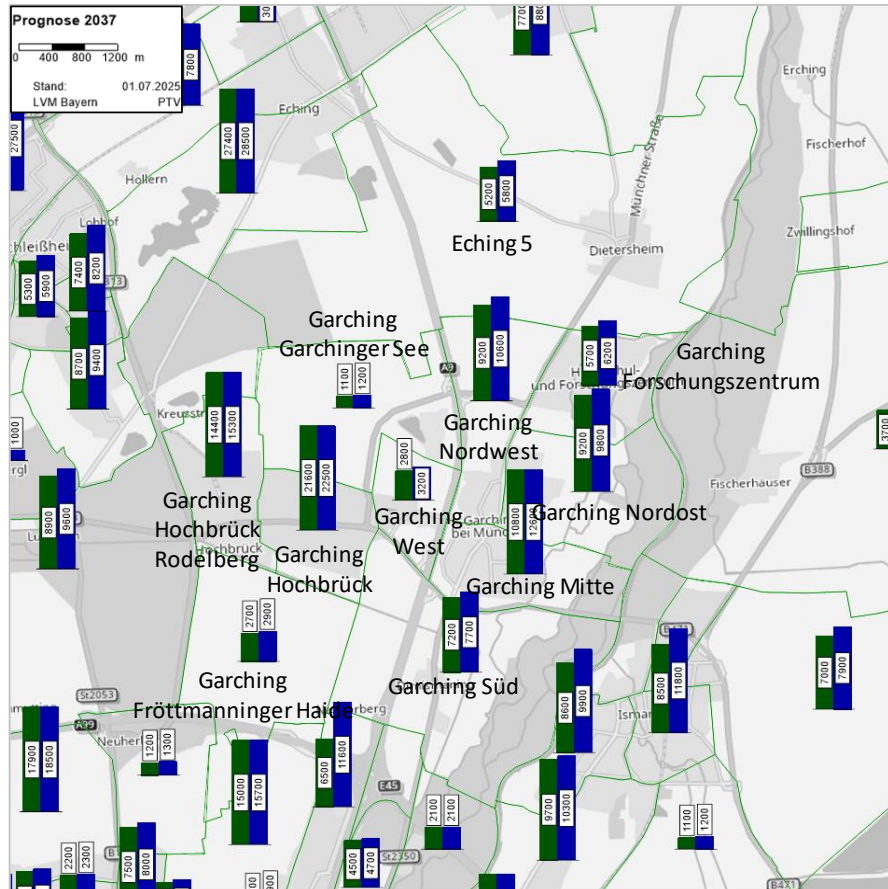 Prognose 2037
0 400 800 1200 m
Stand: 01.07.2025
LVM Bayern PTV
7800
7700
27500
27400
28500
Eching
Hollern
Lohhof
5300
5900
7400
8200
8700
9400
Erching
Fischerhof
Zwillingshof
Münchner Straße
5200
5800
Eching 5
Dietersheim
A9
Garching
Garchinger See
1100
1200
9200
10600
Garching
Nordwest
5700
6200
Garching
Forschungszentrum
9200
9800
Garching Nordost
3700
B388
Fischerhäuser
14400
15300
Garching
Hochbrück
Rodelberg
Hochbrück
21600
22500
Garching
Hochbrück
2800
3200
Garching
West
10800
Garching Mitte
1000
8900
9600
2700
2900
Garching
Fröttmanninger Haide
7200
7700
Garching Süd
8600
9900
8500
11800
7000
7900
St2053
A99
17900
18500
1200
1300
15000
15700
6500
11600
E45
9700
10300
2100
2100
1100
1200
2200
2300
7500
8000
4500
4700
St2350
B471